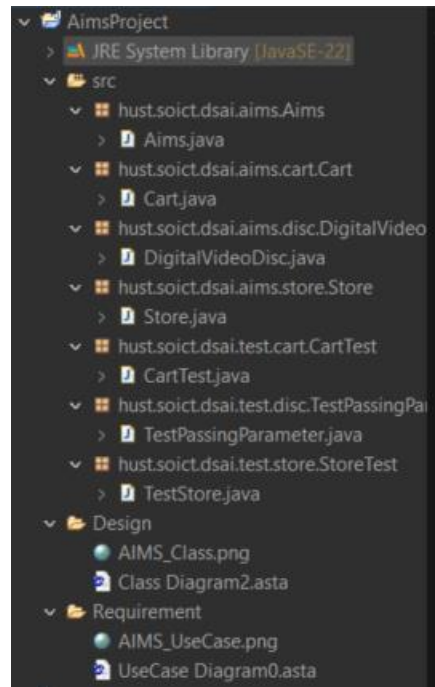 AimsProject
JRE System Library [JavaSE-22]
src
hust.soict.dsai.aims.Aims
Aims.java
hust.soict.dsai.aims.cart.Cart
Cart.java
hust.soict.dsai.aims.disc.DigitalVideo
DigitalVideoDisc.java
hust.soict.dsai.aims.store.Store
Store.java
hust.soict.dsai.test.cart.CartTest
CartTest.java
hust.soict.dsai.test.disc.TestPassingPar
TestPassingParameter.java
hust.soict.dsai.test.store.StoreTest
TestStore.java
Design
AIMS_Class.png
Class Diagram2.asta
Requirement
AIMS_UseCase.png
UseCase Diagram0.asta